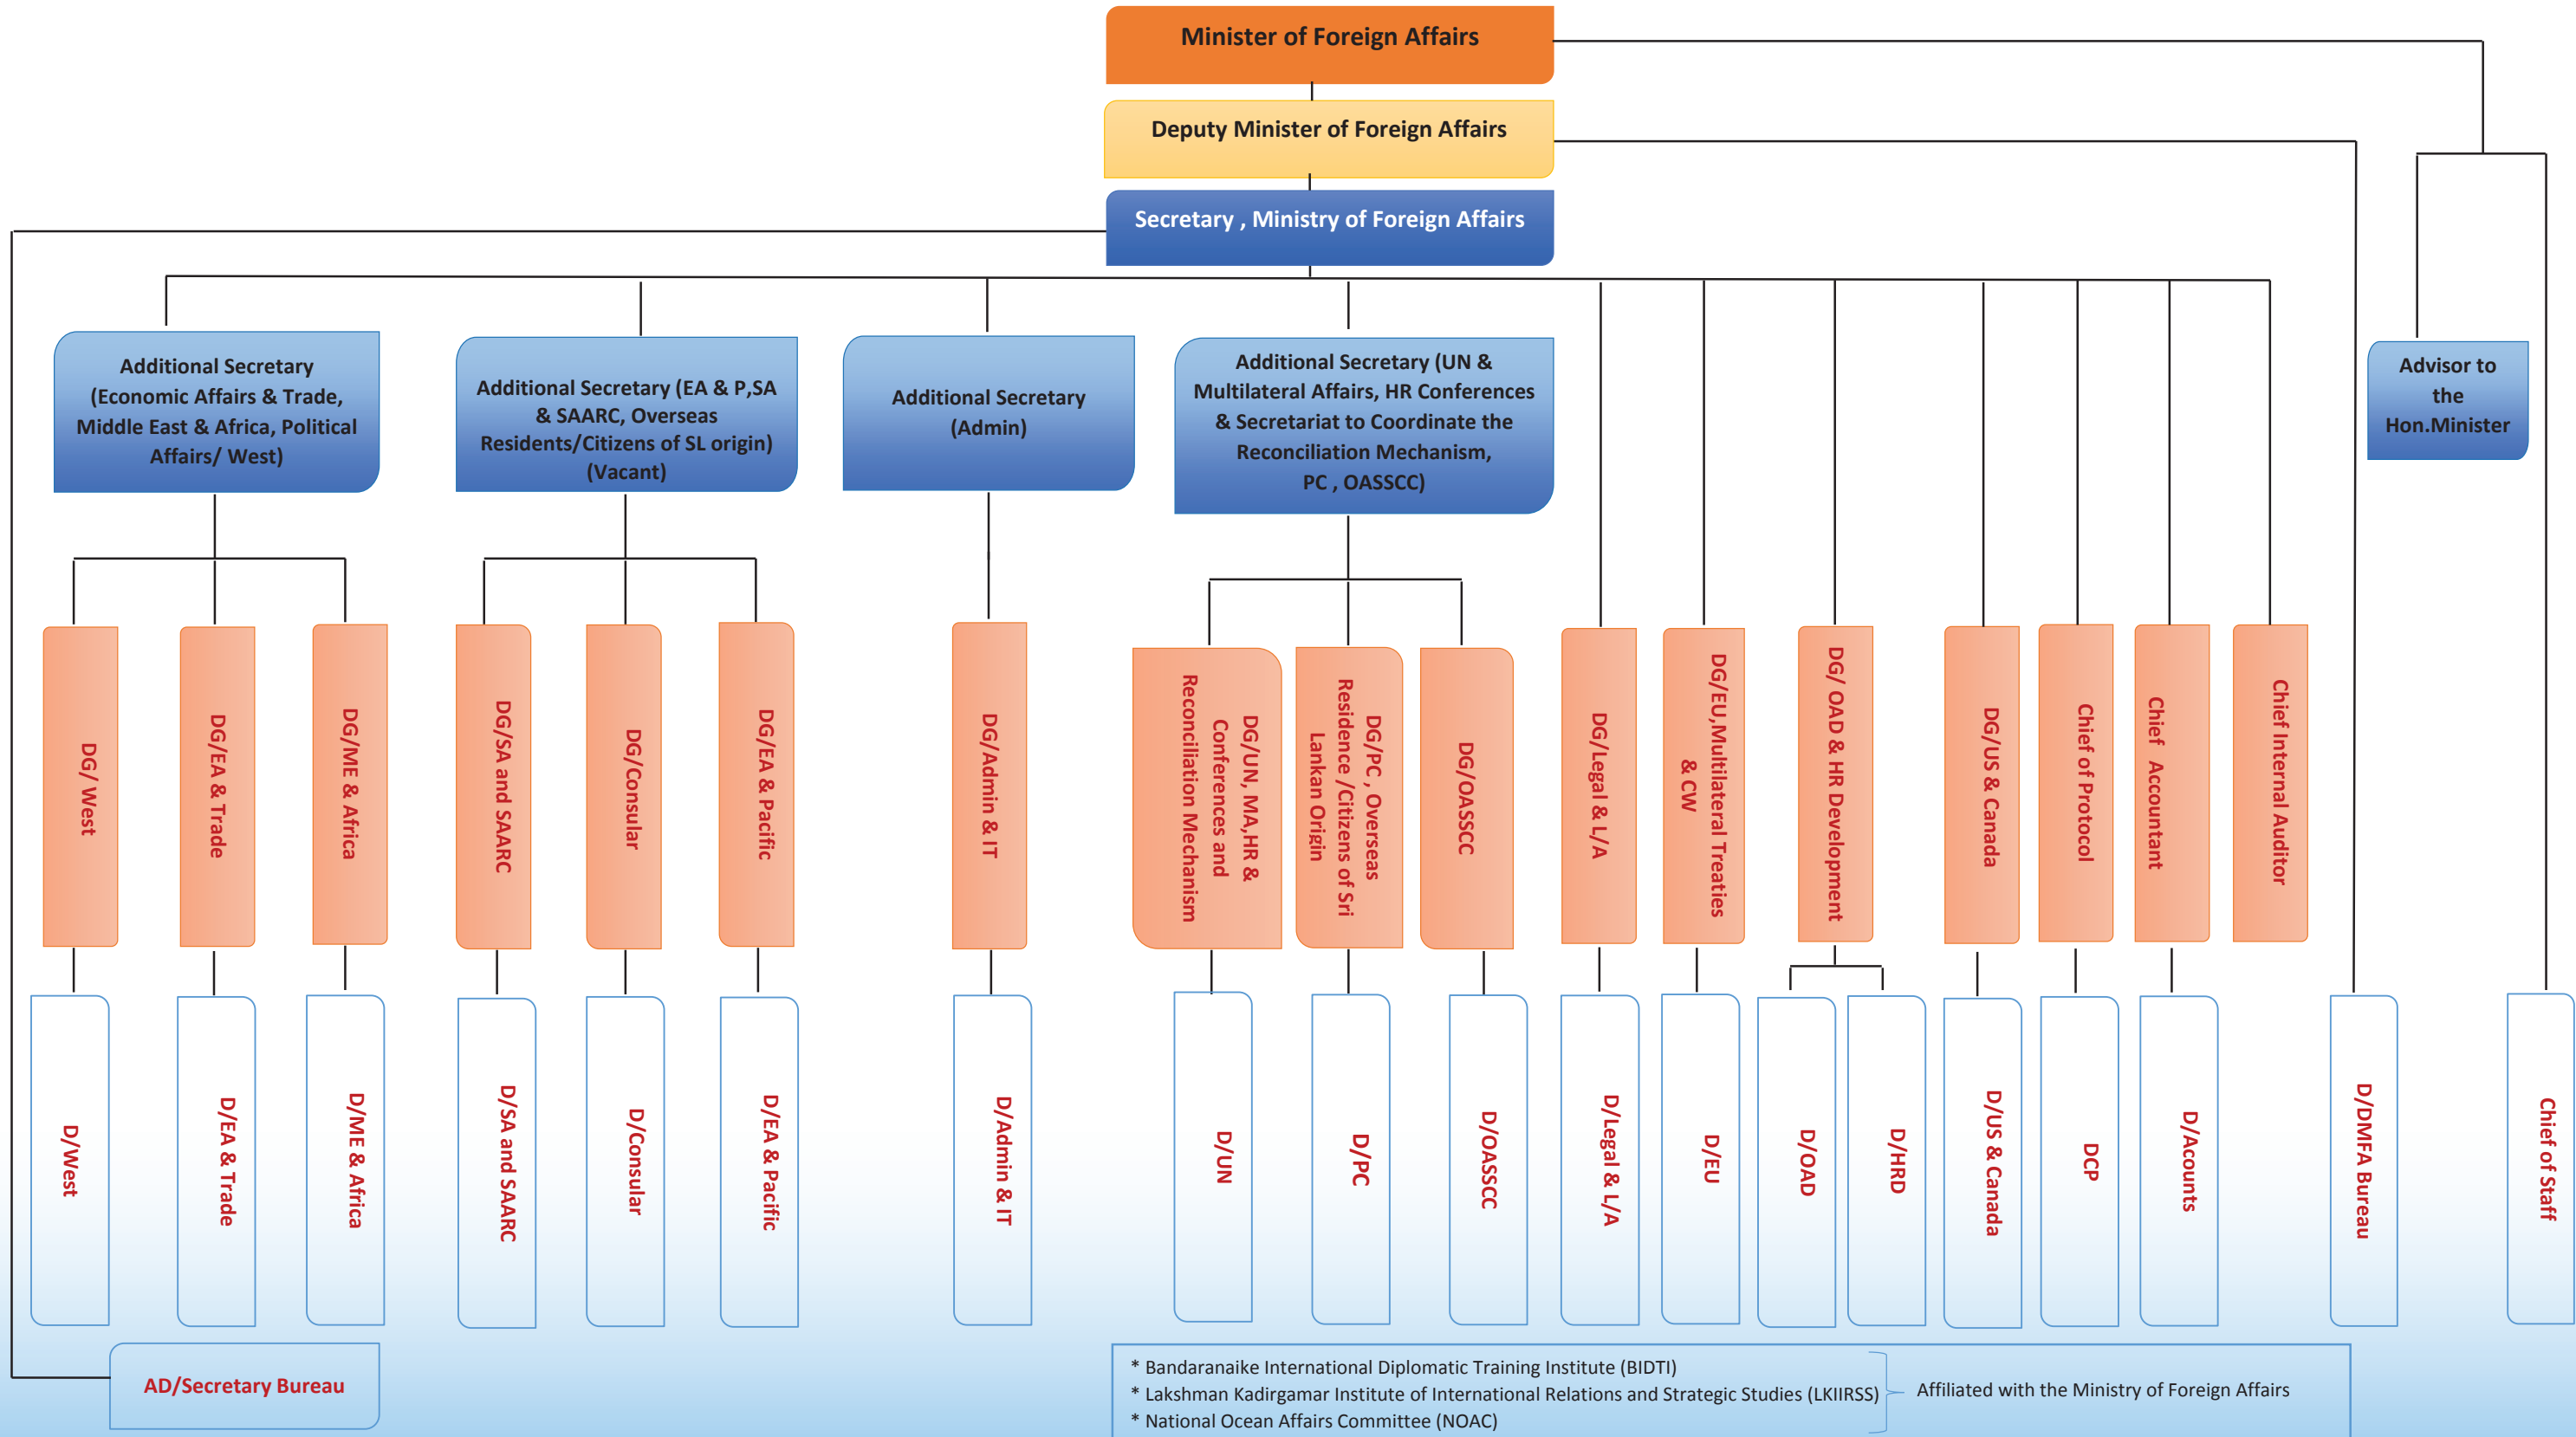 Minister of Foreign Affairs
Deputy Minister of Foreign Affairs
Secretary , Ministry of Foreign Affairs
Additional Secretary
(Economic Affairs & Trade,
Middle East & Africa, Political
Affairs/ West)
Additional Secretary (EA & P,SA
& SAARC, Overseas
Residents/Citizens of SL origin)
(Vacant)
Additional Secretary
(Admin)
Additional Secretary (UN &
Multilateral Affairs, HR Conferences
& Secretariat to Coordinate the
Reconciliation Mechanism,
PC , OASSCC)
Advisor to
the
Hon.Minister
DG/ West
DG/EA & Trade
DG/ME & Africa
DG/SA and SAARC
DG/Consular
DG/EA & Pacific
DG/Admin & IT
DG/UN, MA,HR &
Conferences and
Reconciliation Mechanism
DG/PC , Overseas
Residence /Citizens of Sri
Lankan Origin
DG/OASSCC
DG/Legal & L/A
DG/EU,Multilateral Treaties
& CW
DG/ OAD & HR Development
DG/US & Canada
Chief of Protocol
Chief Accountant
Chief Internal Auditor
D/West
D/EA & Trade
D/ME & Africa
D/SA and SAARC
D/Consular
D/EA & Pacific
D/Admin & IT
D/UN
D/PC
D/OASSCC
D/Legal & L/A
D/EU
D/OAD
D/HRD
D/US & Canada
DCP
D/Acounts
D/DMFA Bureau
Chief of Staff
AD/Secretary Bureau
* Bandaranaike International Diplomatic Training Institute (BIDTI)
* Lakshman Kadirgamar Institute of International Relations and Strategic Studies (LKIIRSS)
* National Ocean Affairs Committee (NOAC)
Affiliated with the Ministry of Foreign Affairs